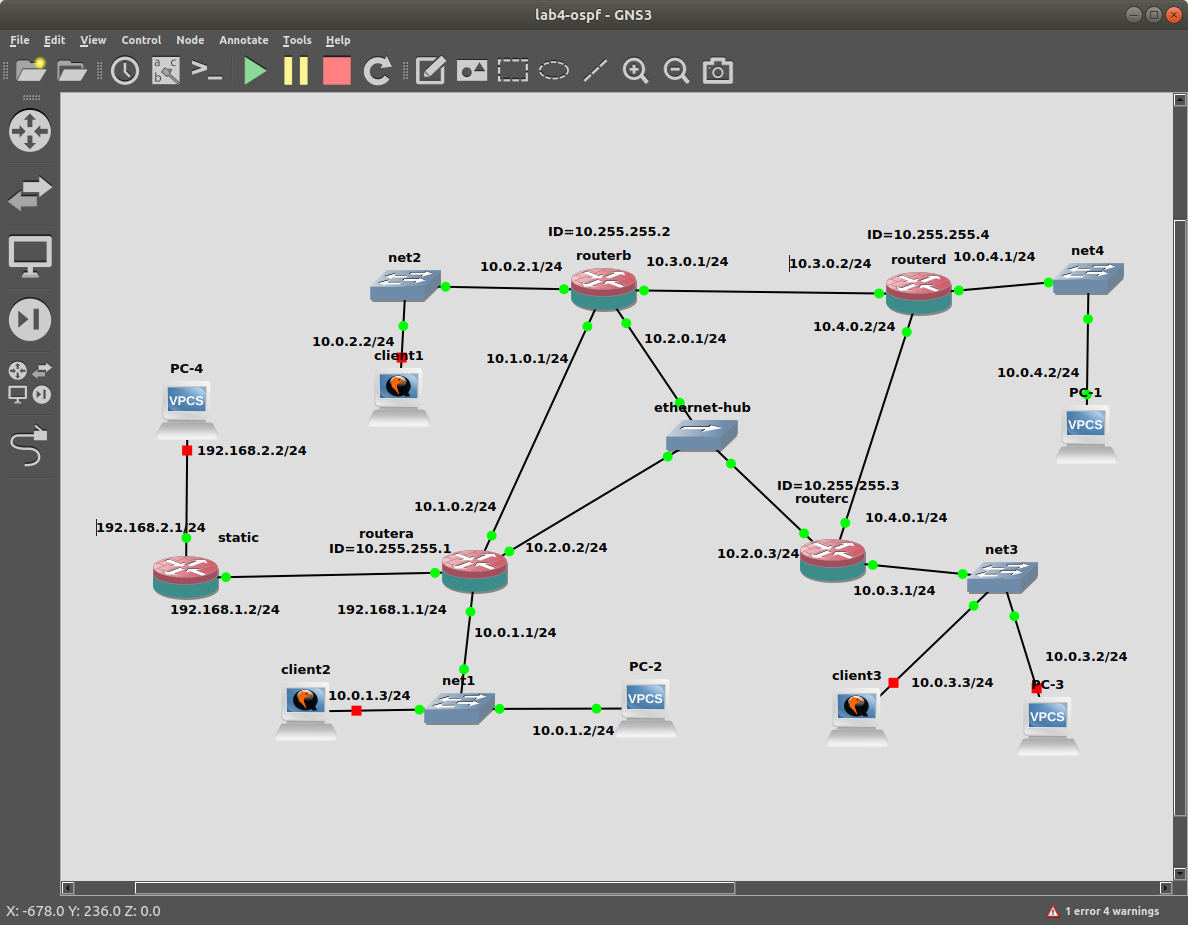 lab4-ospf - GNS3
File Edit View Control Node Annotate Tools Help
ID=10.255.255.2
ID=10.255.255.4
net2
10.0.2.1/24
routerb
10.3.0.1/24
10.3.0.2/24
routerd
10.0.4.1/24
net4
10.0.2.2/24
client1
10.1.0.1/24
10.2.0.1/24
10.4.0.2/24
10.0.4.2/24
PC-1
VPCS
PC-4
VPCS
192.168.2.2/24
ethernet-hub
192.168.2.1/24
static
routera
ID=10.255.255.1
10.1.0.2/24
10.2.0.2/24
ID=10.255.255.3
routerc
10.4.0.1/24
10.2.0.3/24
net3
10.0.3.1/24
192.168.1.2/24
192.168.1.1/24
10.0.1.1/24
client2
10.0.1.3/24
net1
PC-2
VPCS
10.0.1.2/24
client3
10.0.3.3/24
10.0.3.2/24
PC-3
VPCS
X: -678.0 Y: 236.0 Z: 0.0
1 error 4 warnings